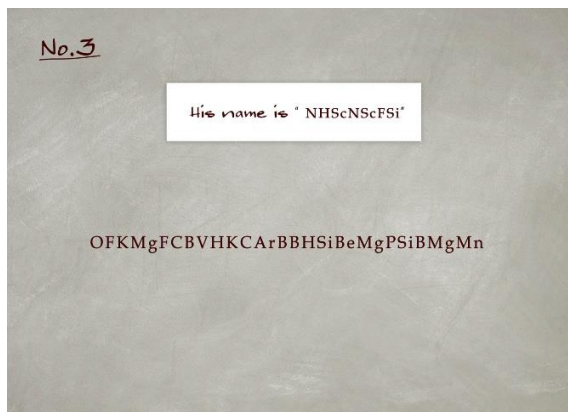 No.3
His name is “ NHScNScFSi”
OFKMgFCBVHKCArBBHSiBeMgPSiBMgMn